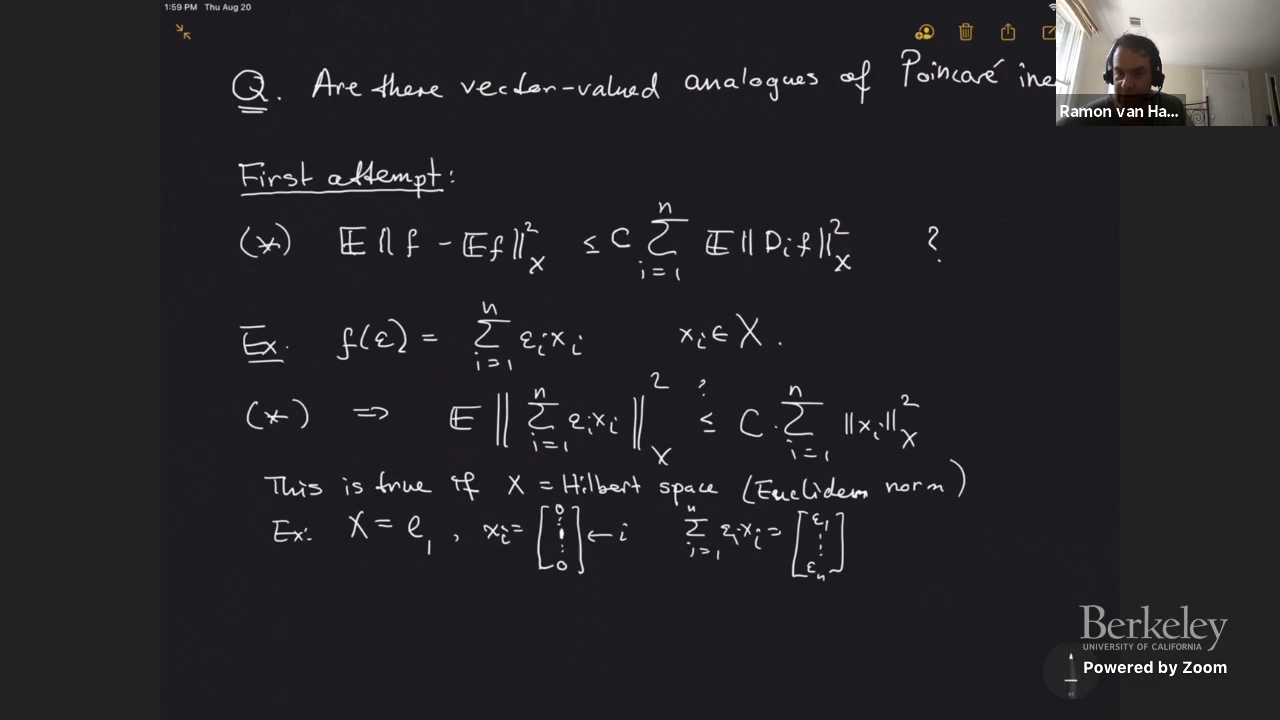 1:59 PM Thu Aug 20
Q. Are there vector-valued analogues of Poincaré ine
Ramon van Ha...
First attempt:
(*) E‖f - Ef‖²_X ≤ C Σ_{i=1}^n E‖D_i f‖²_X ?
Ex. f(ε) = Σ_{i=1}^n ε_i x_i x_i ∈ X.
(*) ⇒ E‖Σ_{i=1}^n ε_i x_i‖²_X ≤? C · Σ_{i=1}^n ‖x_i‖²_X
This is true if X = Hilbert space (Euclidean norm)
Ex: X = ℓ_1, x_i = [0 ⋮ 1 ⋮ 0] ← i Σ_{i=1}^n ε_i x_i = [ε_1 ⋮ ε_n]
Berkeley
UNIVERSITY OF CALIFORNIA
Powered by Zoom